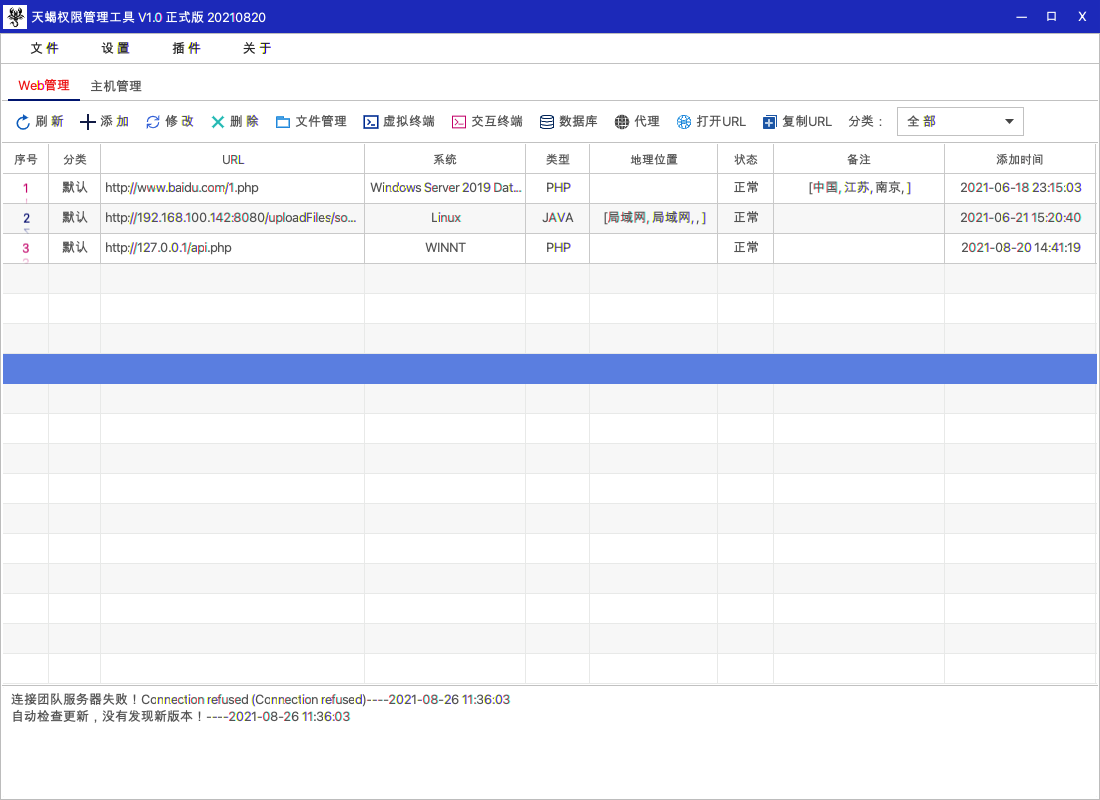 天蝎权限管理工具 V1.0 正式版 20210820
文件 设置 插件 关于
Web管理 主机管理
刷新 添加 修改 删除 文件管理 虚拟终端 交互终端 数据库 代理 打开URL 复制URL 分类： 全部
序号 分类 URL 系统 类型 地理位置 状态 备注 添加时间
1 默认 http://www.baidu.com/1.php Windows Server 2019 Dat... PHP 正常 [中国, 江苏, 南京, ] 2021-06-18 23:15:03
2 默认 http://192.168.100.142:8080/uploadFiles/so... Linux JAVA [局域网, 局域网, , ] 正常 2021-06-21 15:20:40
3 默认 http://127.0.0.1/api.php WINNT PHP 正常 2021-08-20 14:41:19
连接团队服务器失败！Connection refused (Connection refused)----2021-08-26 11:36:03
自动检查更新，没有发现新版本！----2021-08-26 11:36:03